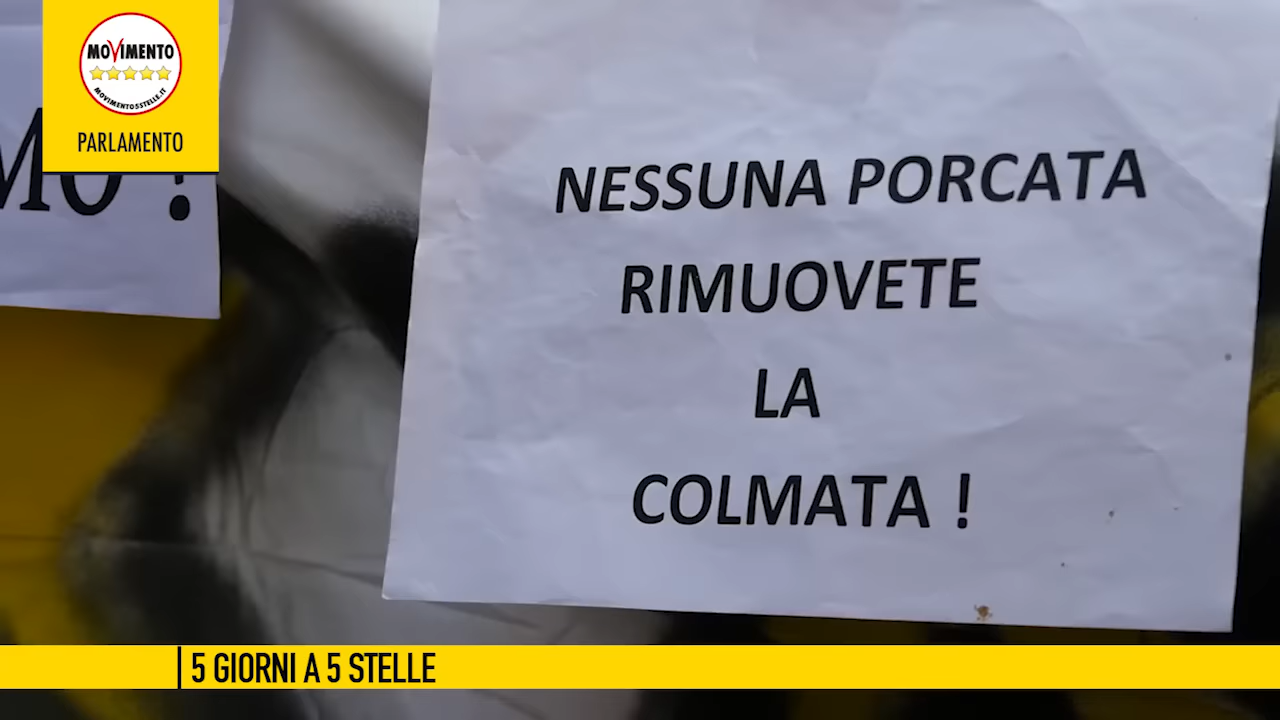 MOVIMENTO
MOVIMENTO5STELLE.IT
PARLAMENTO
MO !
NESSUNA PORCATA
RIMUOVETE
LA
COLMATA !
5 GIORNI A 5 STELLE